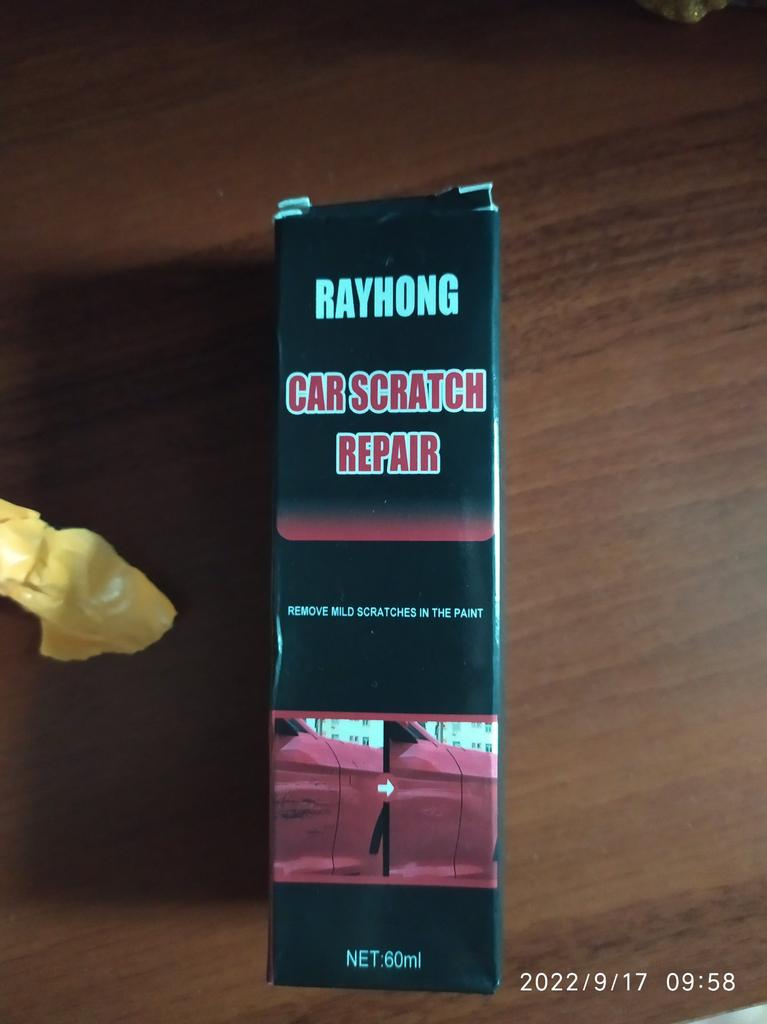 RAYHONG
CAR SCRATCH
REPAIR
REMOVE MILD SCRATCHES IN THE PAINT
NET:60ml
2022/9/17 09:58